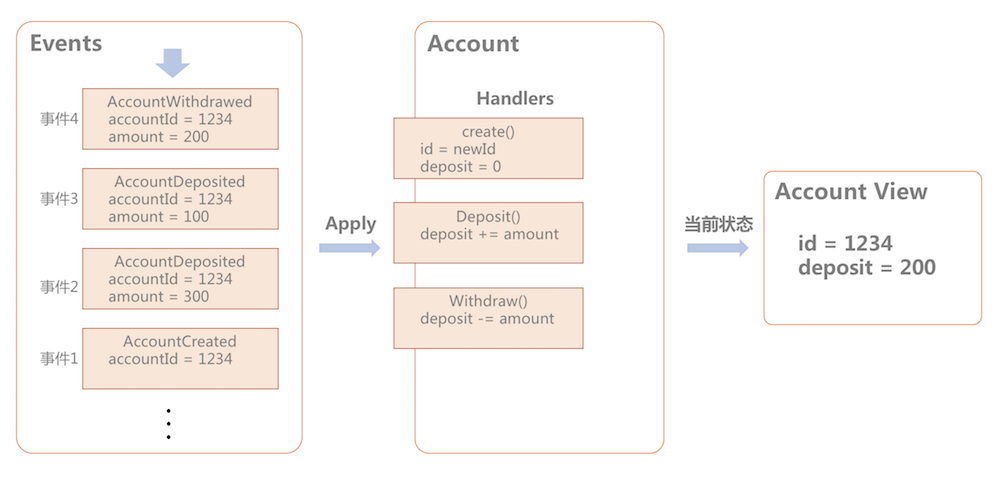 Events
事件4
AccountWithdrawed
accountId = 1234
amount = 200
事件3
AccountDeposited
accountId = 1234
amount = 100
事件2
AccountDeposited
accountId = 1234
amount = 300
事件1
AccountCreated
accountId = 1234
Apply
Account
Handlers
create()
id = newId
deposit = 0
Deposit()
deposit += amount
Withdraw()
deposit -= amount
当前状态
Account View
id = 1234
deposit = 200